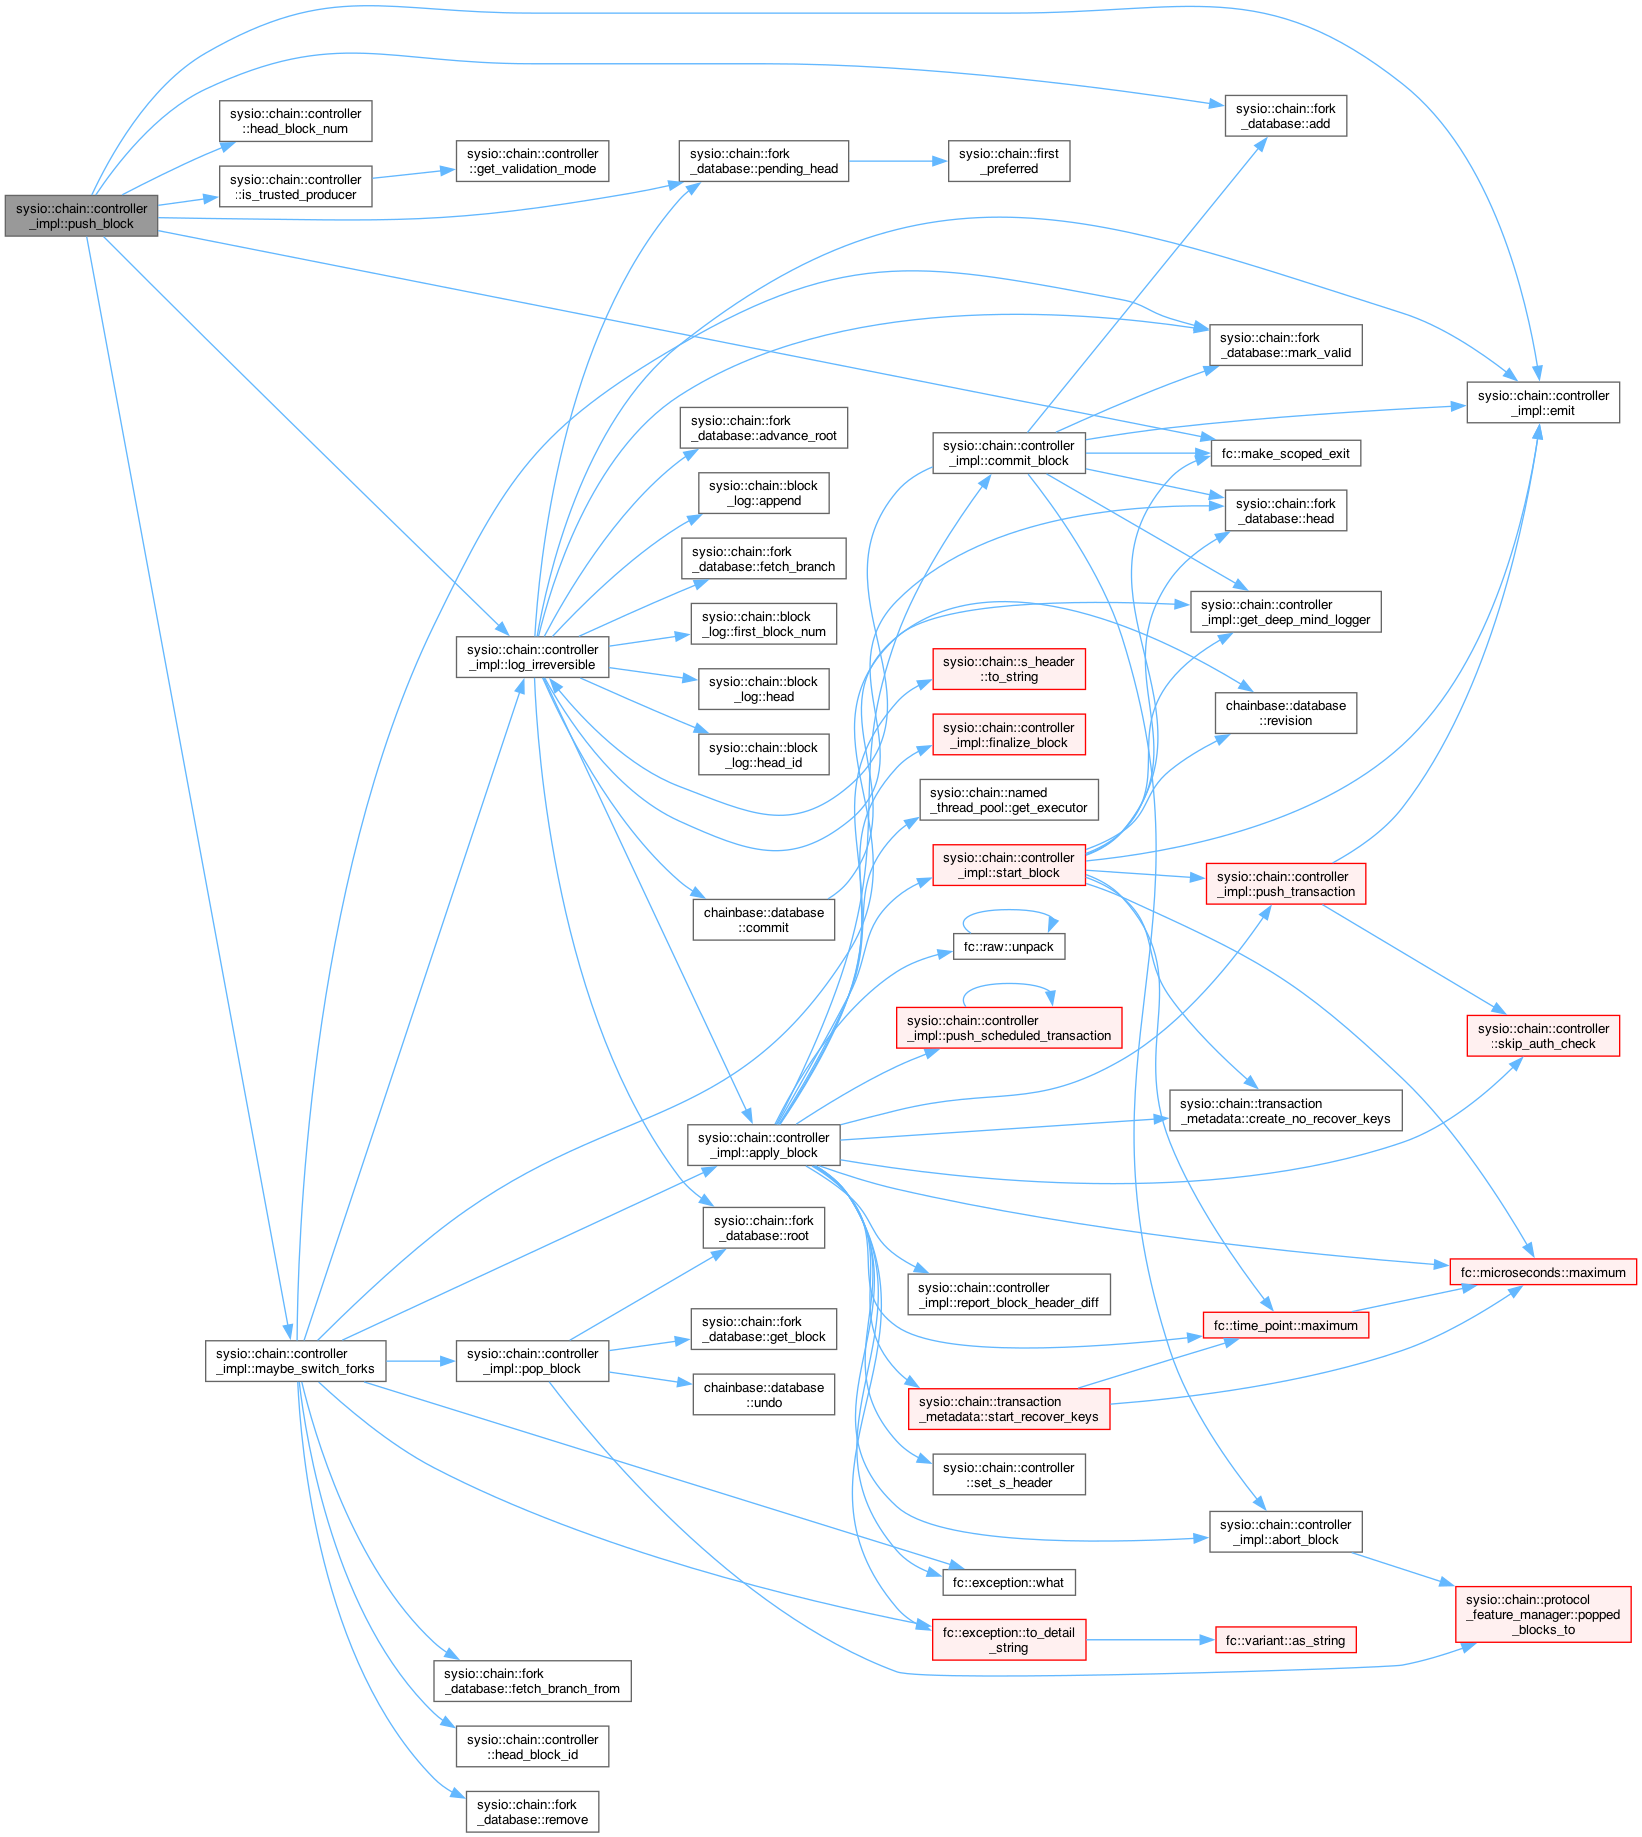 sysio::chain::controller
_impl::push_block
sysio::chain::controller
::head_block_num
sysio::chain::controller
::is_trusted_producer
sysio::chain::controller
::get_validation_mode
sysio::chain::fork
_database::pending_head
sysio::chain::first
_preferred
sysio::chain::fork
_database::add
sysio::chain::fork
_database::mark_valid
sysio::chain::controller
_impl::emit
sysio::chain::fork
_database::advance_root
sysio::chain::controller
_impl::commit_block
fc::make_scoped_exit
sysio::chain::block
_log::append
sysio::chain::fork
_database::head
sysio::chain::fork
_database::fetch_branch
sysio::chain::controller
_impl::get_deep_mind_logger
sysio::chain::block
_log::first_block_num
sysio::chain::controller
_impl::log_irreversible
sysio::chain::s_header
::to_string
sysio::chain::block
_log::head
chainbase::database
::revision
sysio::chain::controller
_impl::finalize_block
sysio::chain::block
_log::head_id
sysio::chain::named
_thread_pool::get_executor
sysio::chain::controller
_impl::start_block
sysio::chain::controller
_impl::push_transaction
chainbase::database
::commit
fc::raw::unpack
sysio::chain::controller
_impl::push_scheduled_transaction
sysio::chain::controller
::skip_auth_check
sysio::chain::transaction
_metadata::create_no_recover_keys
sysio::chain::controller
_impl::apply_block
sysio::chain::fork
_database::root
fc::microseconds::maximum
sysio::chain::controller
_impl::report_block_header_diff
fc::time_point::maximum
sysio::chain::fork
_database::get_block
sysio::chain::controller
_impl::maybe_switch_forks
sysio::chain::controller
_impl::pop_block
chainbase::database
::undo
sysio::chain::transaction
_metadata::start_recover_keys
sysio::chain::controller
::set_s_header
sysio::chain::controller
_impl::abort_block
fc::exception::what
sysio::chain::protocol
_feature_manager::popped
_blocks_to
fc::exception::to_detail
_string
fc::variant::as_string
sysio::chain::fork
_database::fetch_branch_from
sysio::chain::controller
::head_block_id
sysio::chain::fork
_database::remove